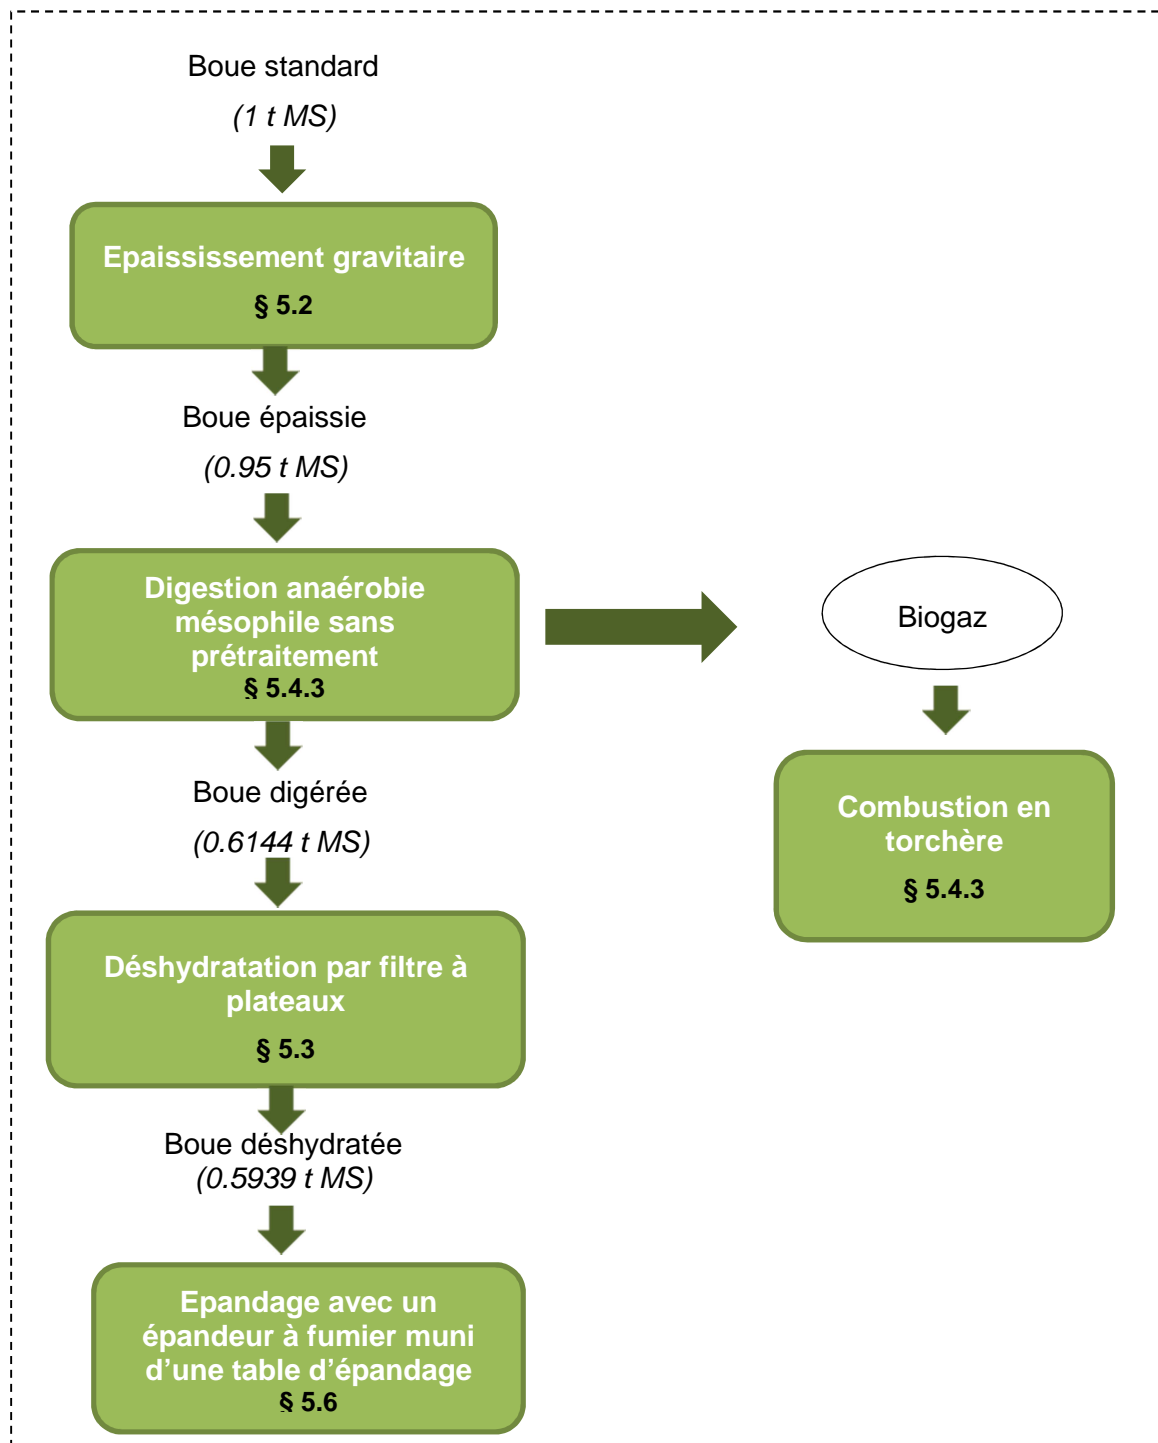 Boue standard
(1 t MS)
Epaississement gravitaire
§ 5.2
Boue épaissie
(0.95 t MS)
Digestion anaérobie
mésophile sans
prétraitement
§ 5.4.3
Biogaz
Combustion en
torchère
§ 5.4.3
Boue digérée
(0.6144 t MS)
Déshydratation par filtre à
plateaux
§ 5.3
Boue déshydratée
(0.5939 t MS)
Epandage avec un
épandeur à fumier muni
d’une table d’épandage
§ 5.6